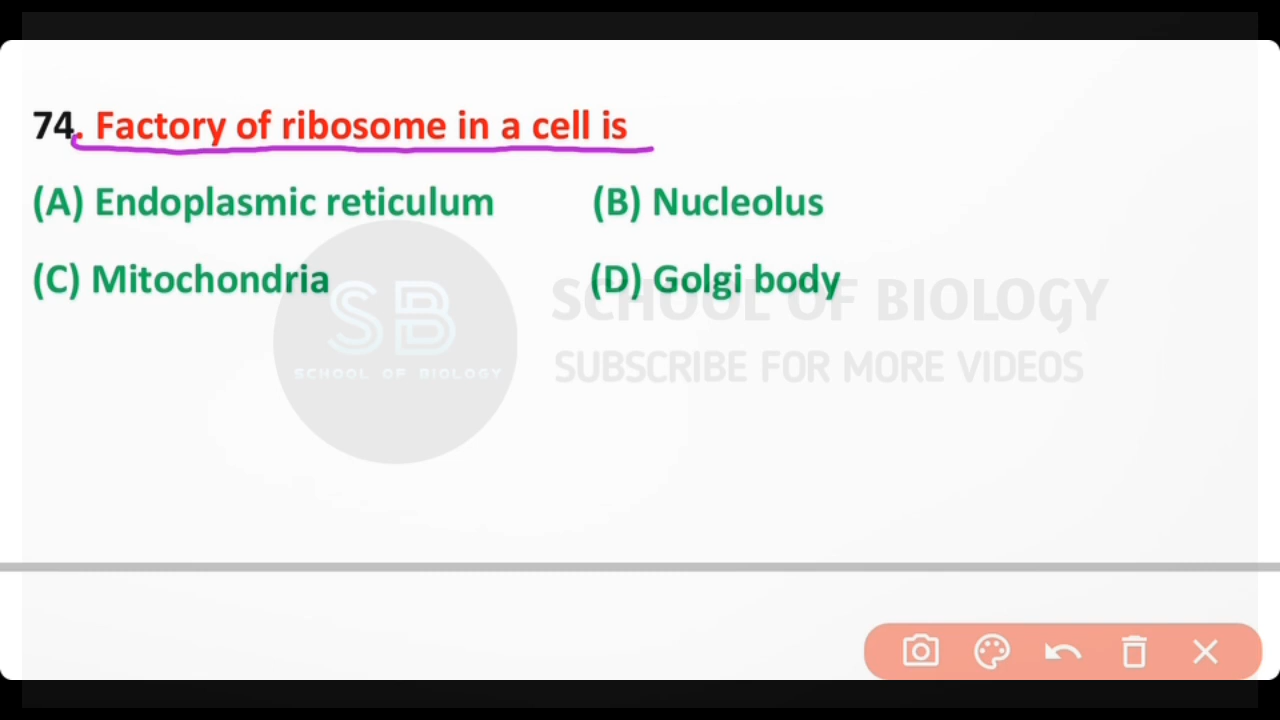 74. Factory of ribosome in a cell is
(A) Endoplasmic reticulum (B) Nucleolus
(C) Mitochondria (D) Golgi body
SB
SCHOOL OF BIOLOGY
SCHOOL OF BIOLOGY
SUBSCRIBE FOR MORE VIDEOS